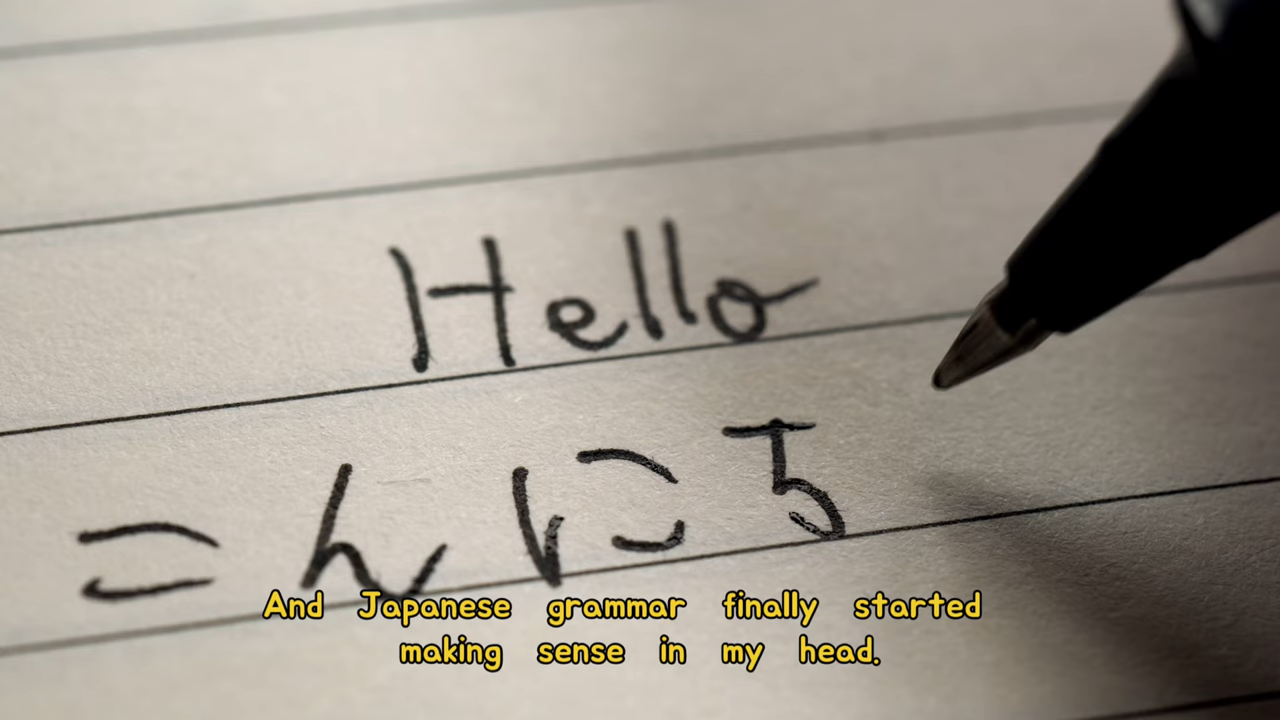 Hello
こんにち
And Japanese grammar finally started
making sense in my head.